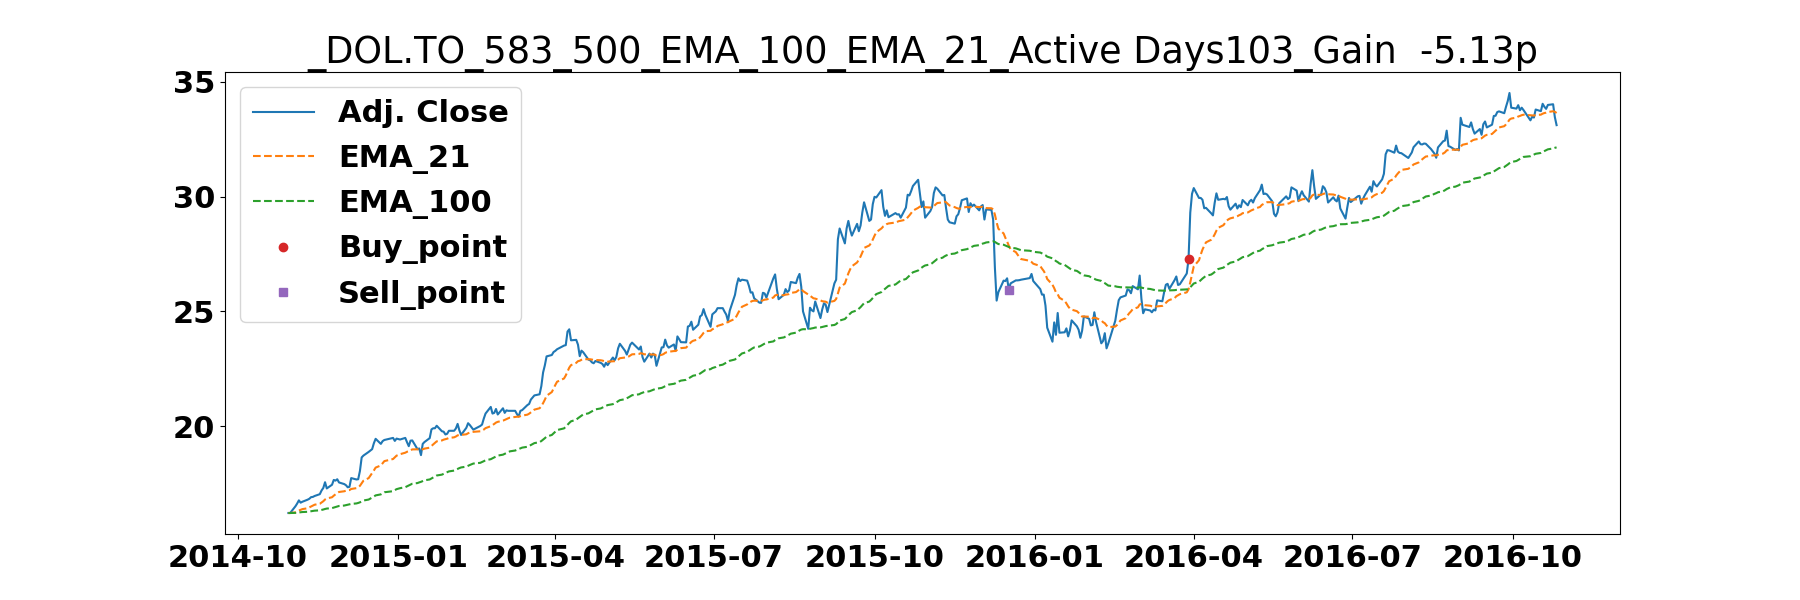 _DOL.TO_583_500_EMA_100_EMA_21_Active Days103_Gain  -5.13p
Adj. Close
EMA_21
EMA_100
Buy_point
Sell_point
35
30
25
20
2014-10 2015-01 2015-04 2015-07 2015-10 2016-01 2016-04 2016-07 2016-10